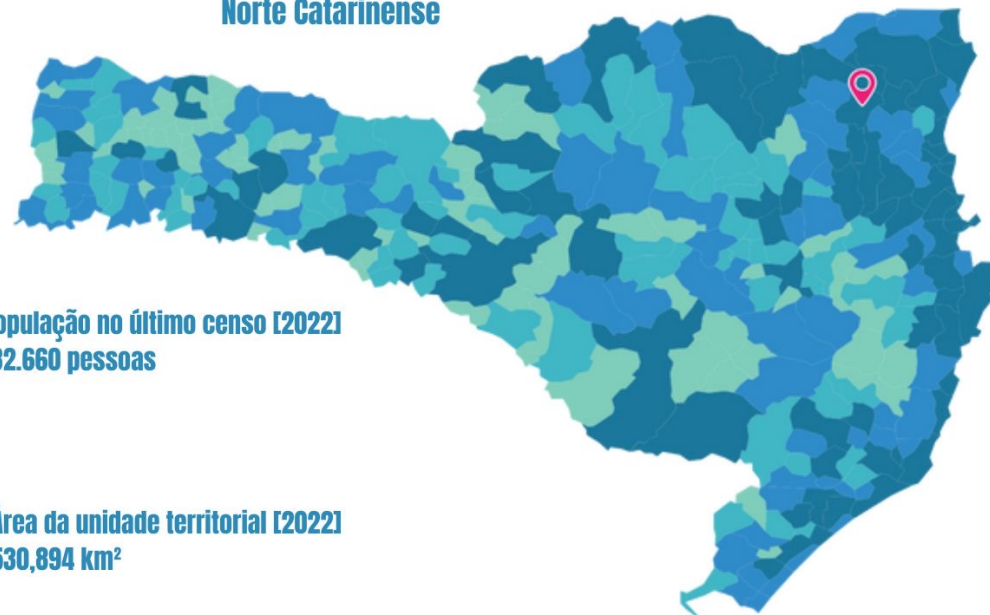 Norte Catarinense
opulação no último censo [2022]
32.660 pessoas
Área da unidade territorial [2022]
530,894 km²